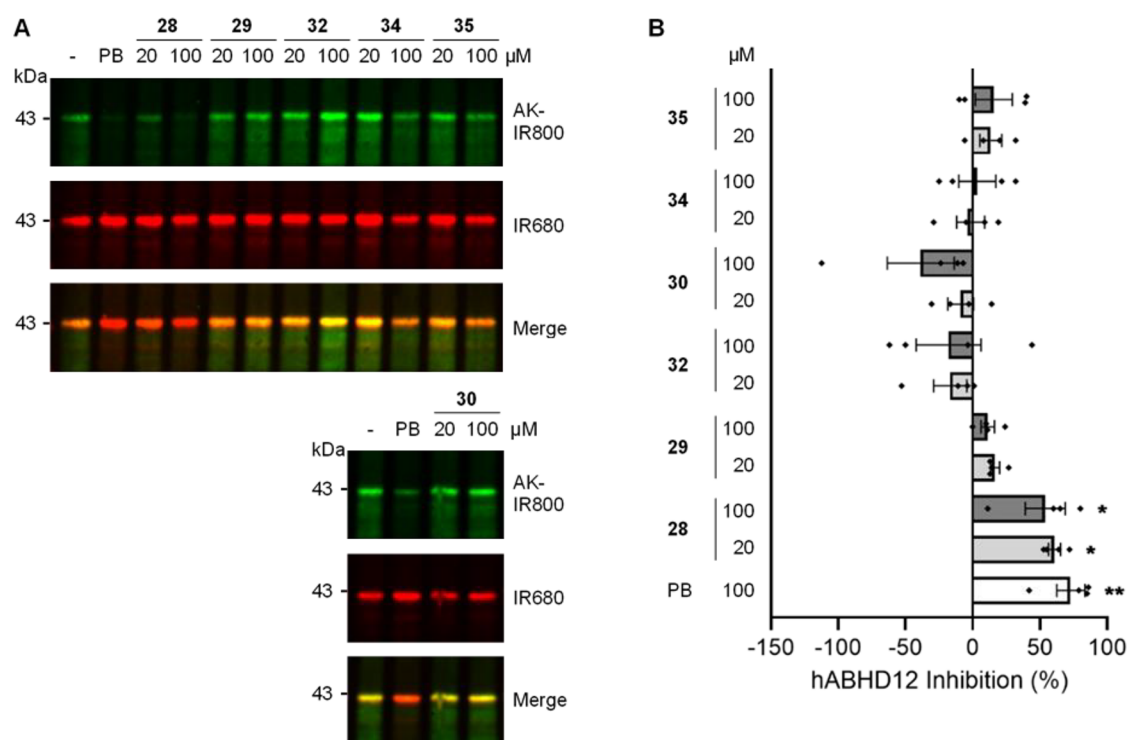 A
28 29 32 34 35
- PB 20 100 20 100 20 100 20 100 20 100 µM
kDa
43 -
AK-
IR800
43 -
IR680
43 -
Merge
30
- PB 20 100 µM
kDa
43 -
AK-
IR800
43 -
IR680
43 -
Merge
B
µM
35
100
20
34
100
20
30
100
20
32
100
20
29
100
20
28
100 *
20 *
PB 100 **
-150 -100 -50 0 50 100
hABHD12 Inhibition (%)